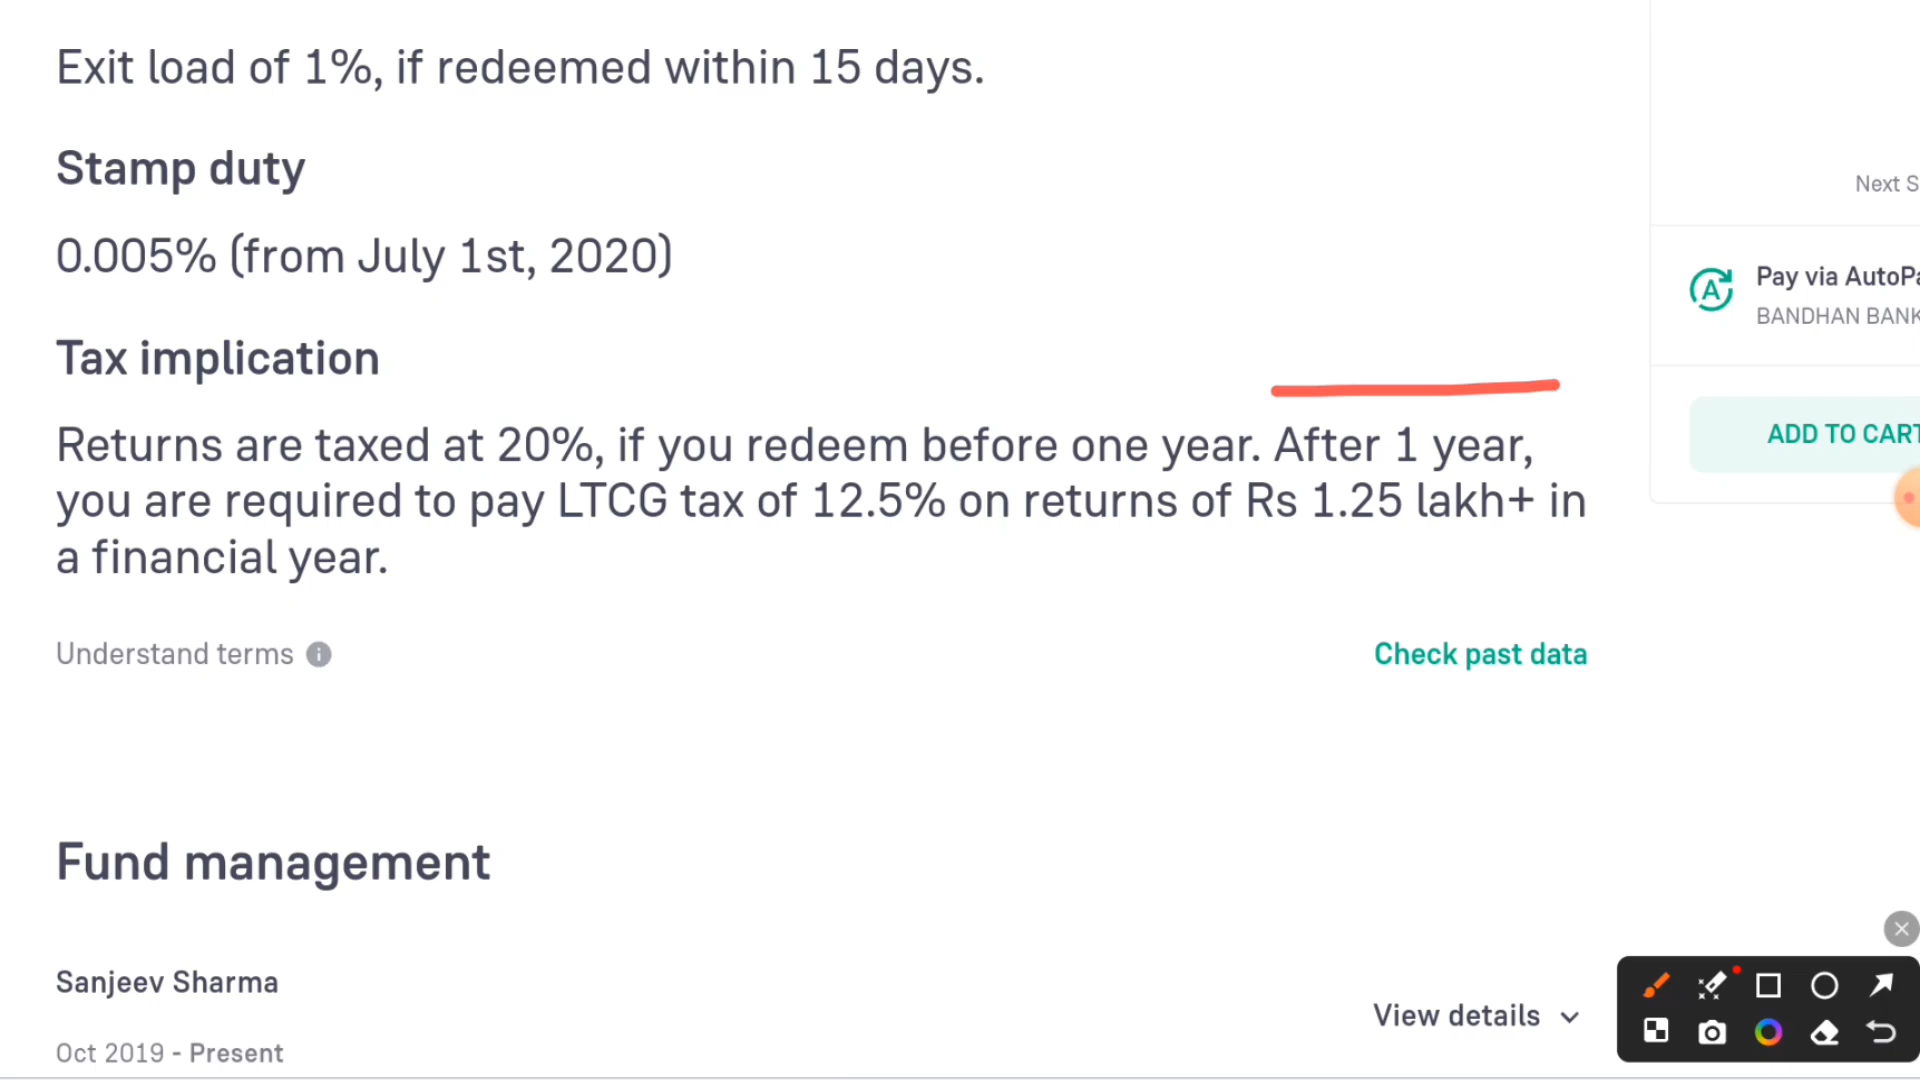 Exit load of 1%, if redeemed within 15 days.
Stamp duty
0.005% (from July 1st, 2020)
Tax implication
Returns are taxed at 20%, if you redeem before one year. After 1 year,
you are required to pay LTCG tax of 12.5% on returns of Rs 1.25 lakh+ in
a financial year.
Understand terms
Check past data
Fund management
Sanjeev Sharma
Oct 2019 - Present
View details
Next S
Pay via AutoPa
BANDHAN BANK
ADD TO CART